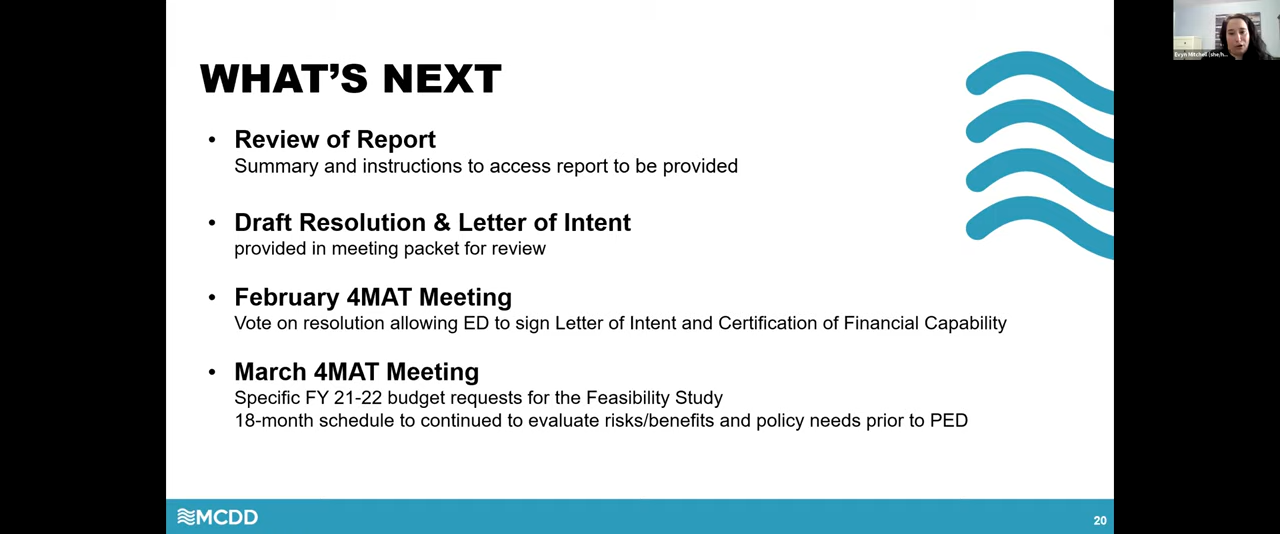 Evyn Mitchell (she/h...
WHAT'S NEXT
• Review of Report
Summary and instructions to access report to be provided
• Draft Resolution & Letter of Intent
provided in meeting packet for review
• February 4MAT Meeting
Vote on resolution allowing ED to sign Letter of Intent and Certification of Financial Capability
• March 4MAT Meeting
Specific FY 21-22 budget requests for the Feasibility Study
18-month schedule to continued to evaluate risks/benefits and policy needs prior to PED
MCDD
20